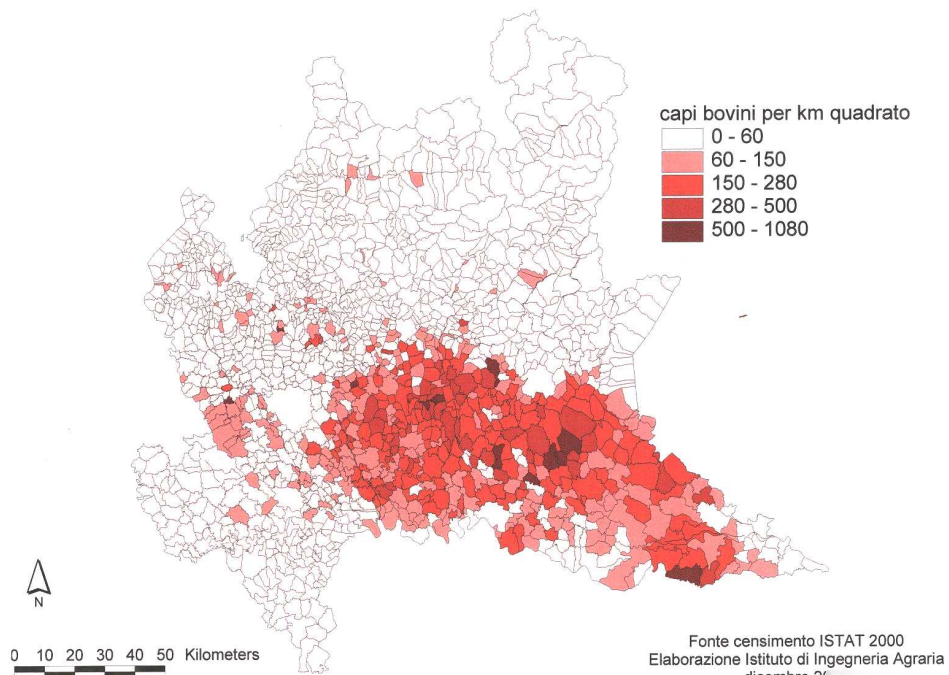 capi bovini per km quadrato
0 - 60
60 - 150
150 - 280
280 - 500
500 - 1080
N
0 10 20 30 40 50 Kilometers
Fonte censimento ISTAT 2000
Elaborazione Istituto di Ingegneria Agraria
dicembre